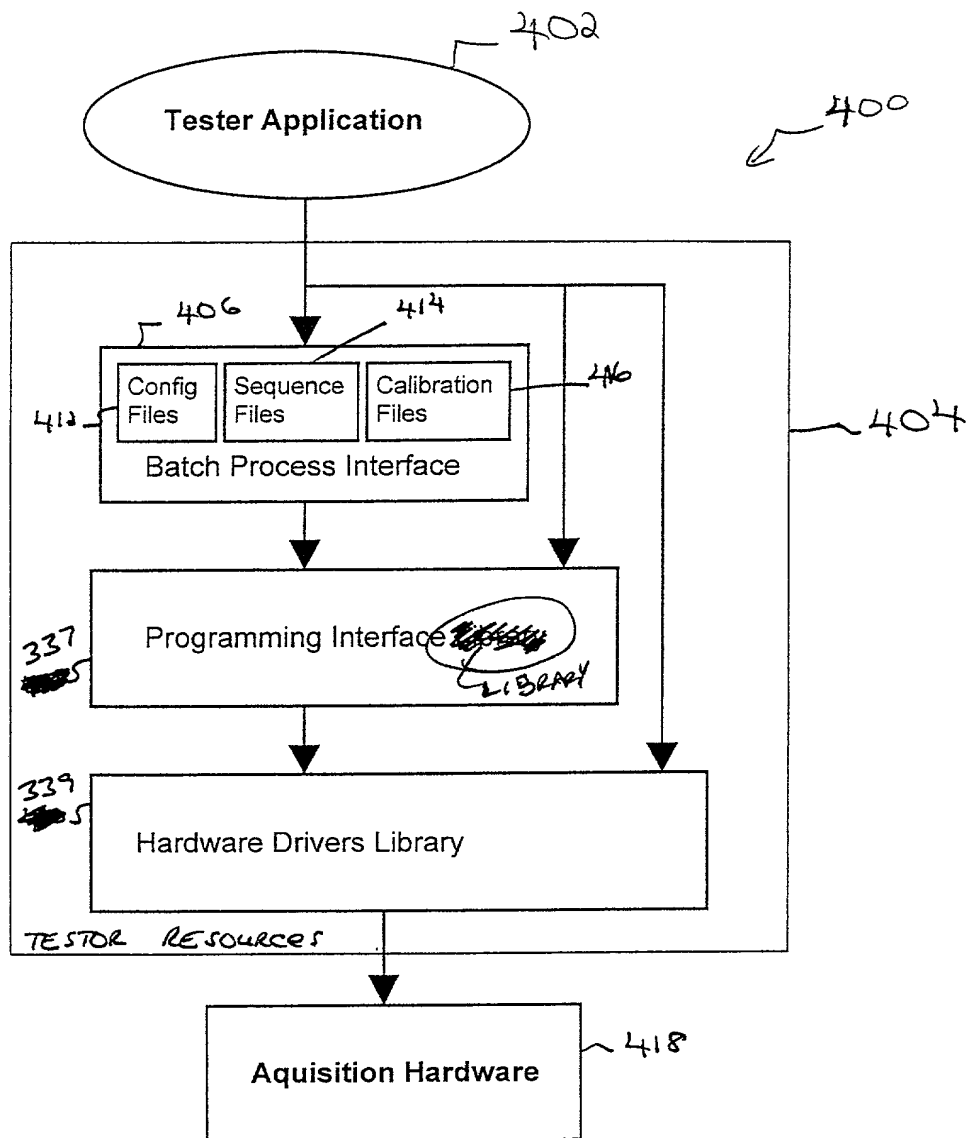 402
Tester Application
400
406
414
Config Files
Sequence Files
Calibration Files
416
412
404
Batch Process Interface
337
Programming Interface
LIBRARY
339
Hardware Drivers Library
TESTOR RESOURCES
418
Aquisition Hardware